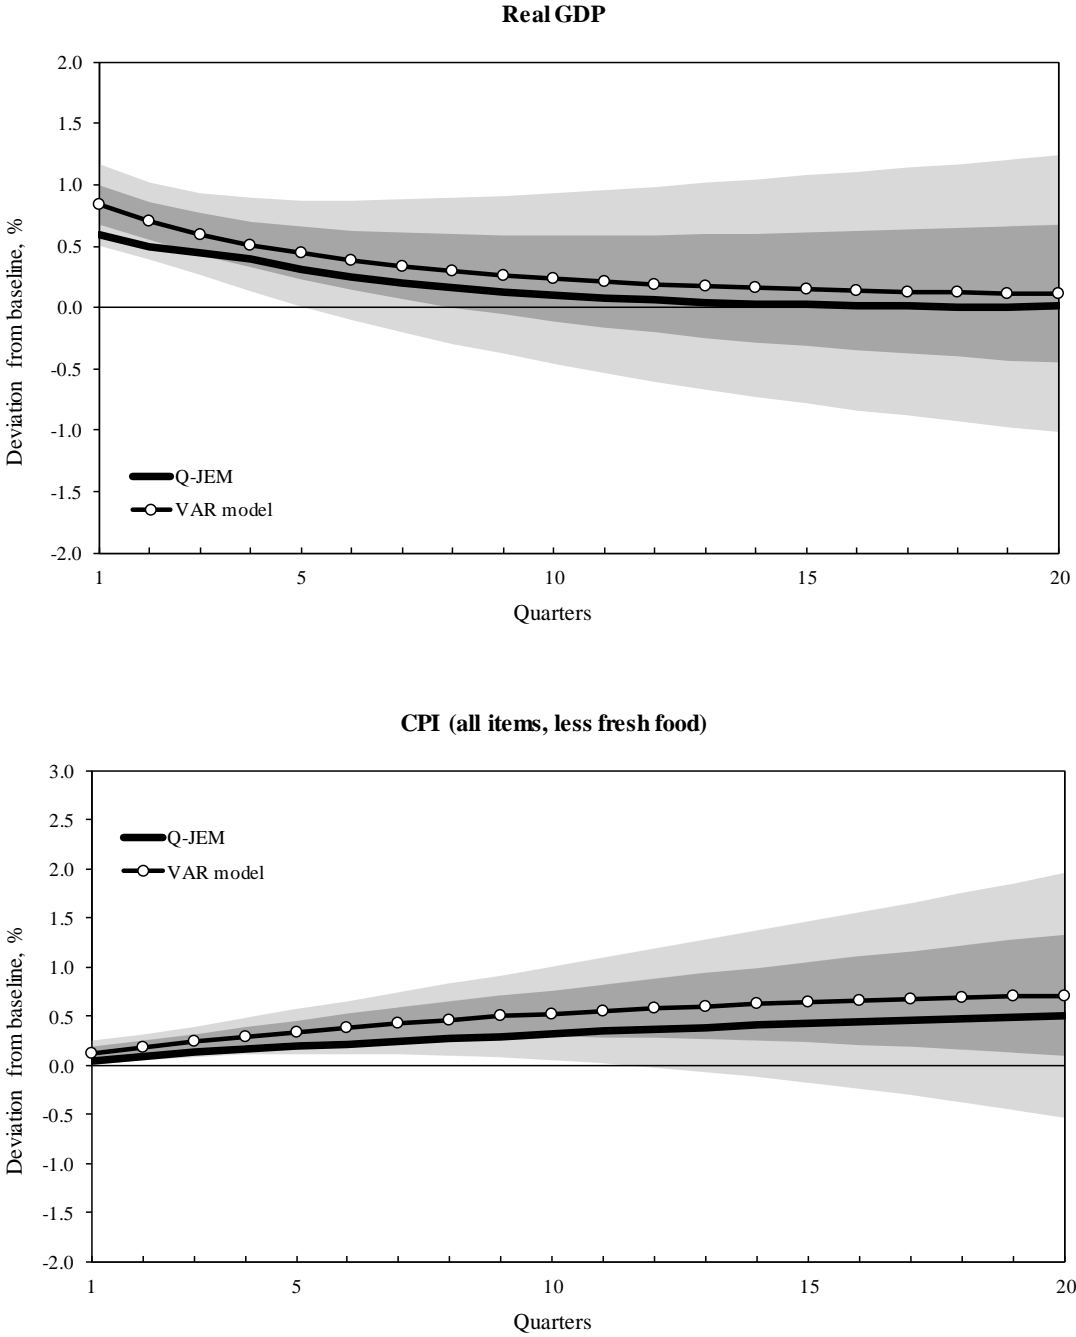 Real GDP
2.0
1.5
1.0
0.5
0.0
-0.5
-1.0
-1.5
-2.0
Deviation from baseline, %
Q-JEM
VAR model
1 5 10 15 20
Quarters
CPI (all items, less fresh food)
3.0
2.5
2.0
1.5
1.0
0.5
0.0
-0.5
-1.0
-1.5
-2.0
Deviation from baseline, %
Q-JEM
VAR model
1 5 10 15 20
Quarters